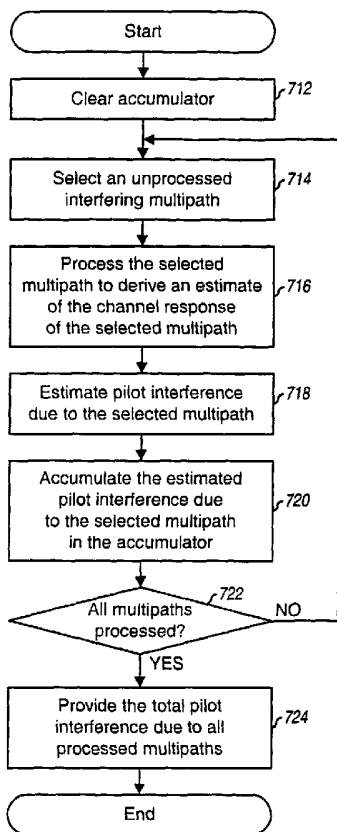 Start
Clear accumulator
712
Select an unprocessed
interfering multipath
714
Process the selected
multipath to derive an estimate
of the channel response
of the selected multipath
716
Estimate pilot interference
due to the selected multipath
718
Accumulate the estimated
pilot interference due
to the selected multipath
in the accumulator
720
All multipaths
processed?
722
NO
YES
Provide the total pilot
interference due to all
processed multipaths
724
End